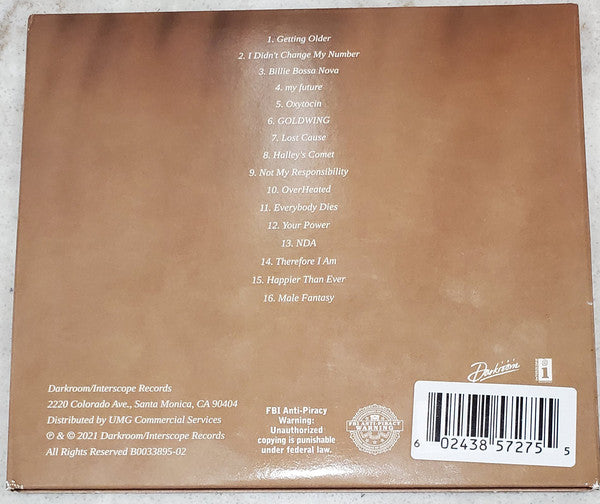 1. Getting Older
2. I Didn't Change My Number
3. Billie Bossa Nova
4. my future
5. Oxytocin
6. GOLDWING
7. Lost Cause
8. Halley's Comet
9. Not My Responsibility
10. OverHeated
11. Everybody Dies
12. Your Power
13. NDA
14. Therefore I Am
15. Happier Than Ever
16. Male Fantasy
Darkroom
Darkroom/Interscope Records
2220 Colorado Ave., Santa Monica, CA 90404
Distributed by UMG Commercial Services
℗ & © 2021 Darkroom/Interscope Records
All Rights Reserved B0033895-02
FBI Anti-Piracy
Warning:
Unauthorized
copying is punishable
under federal law.
FBI ANTI-PIRACY
WARNING
6 02438 57275 5